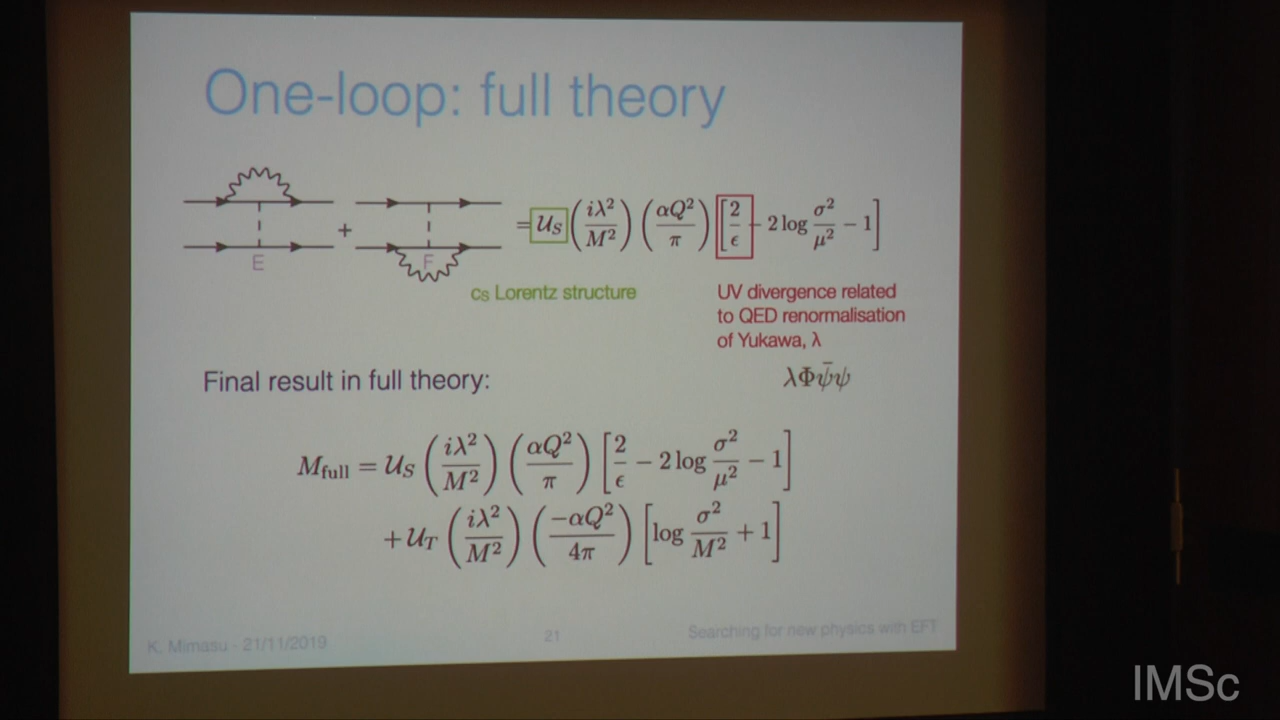 One-loop: full theory
E + F = 𝒰_S (iλ²/M²) (αQ²/π) [2/ϵ - 2 log σ²/μ² - 1]
c_S Lorentz structure
UV divergence related
to QED renormalisation
of Yukawa, λ
λΦψ̄ψ
Final result in full theory:
M_full = 𝒰_S (iλ²/M²) (αQ²/π) [2/ϵ - 2 log σ²/μ² - 1]
+ 𝒰_T (iλ²/M²) (-αQ²/4π) [log σ²/M² + 1]
K. Mimasu - 21/11/2019
21
Searching for new physics with EFT
IMSc